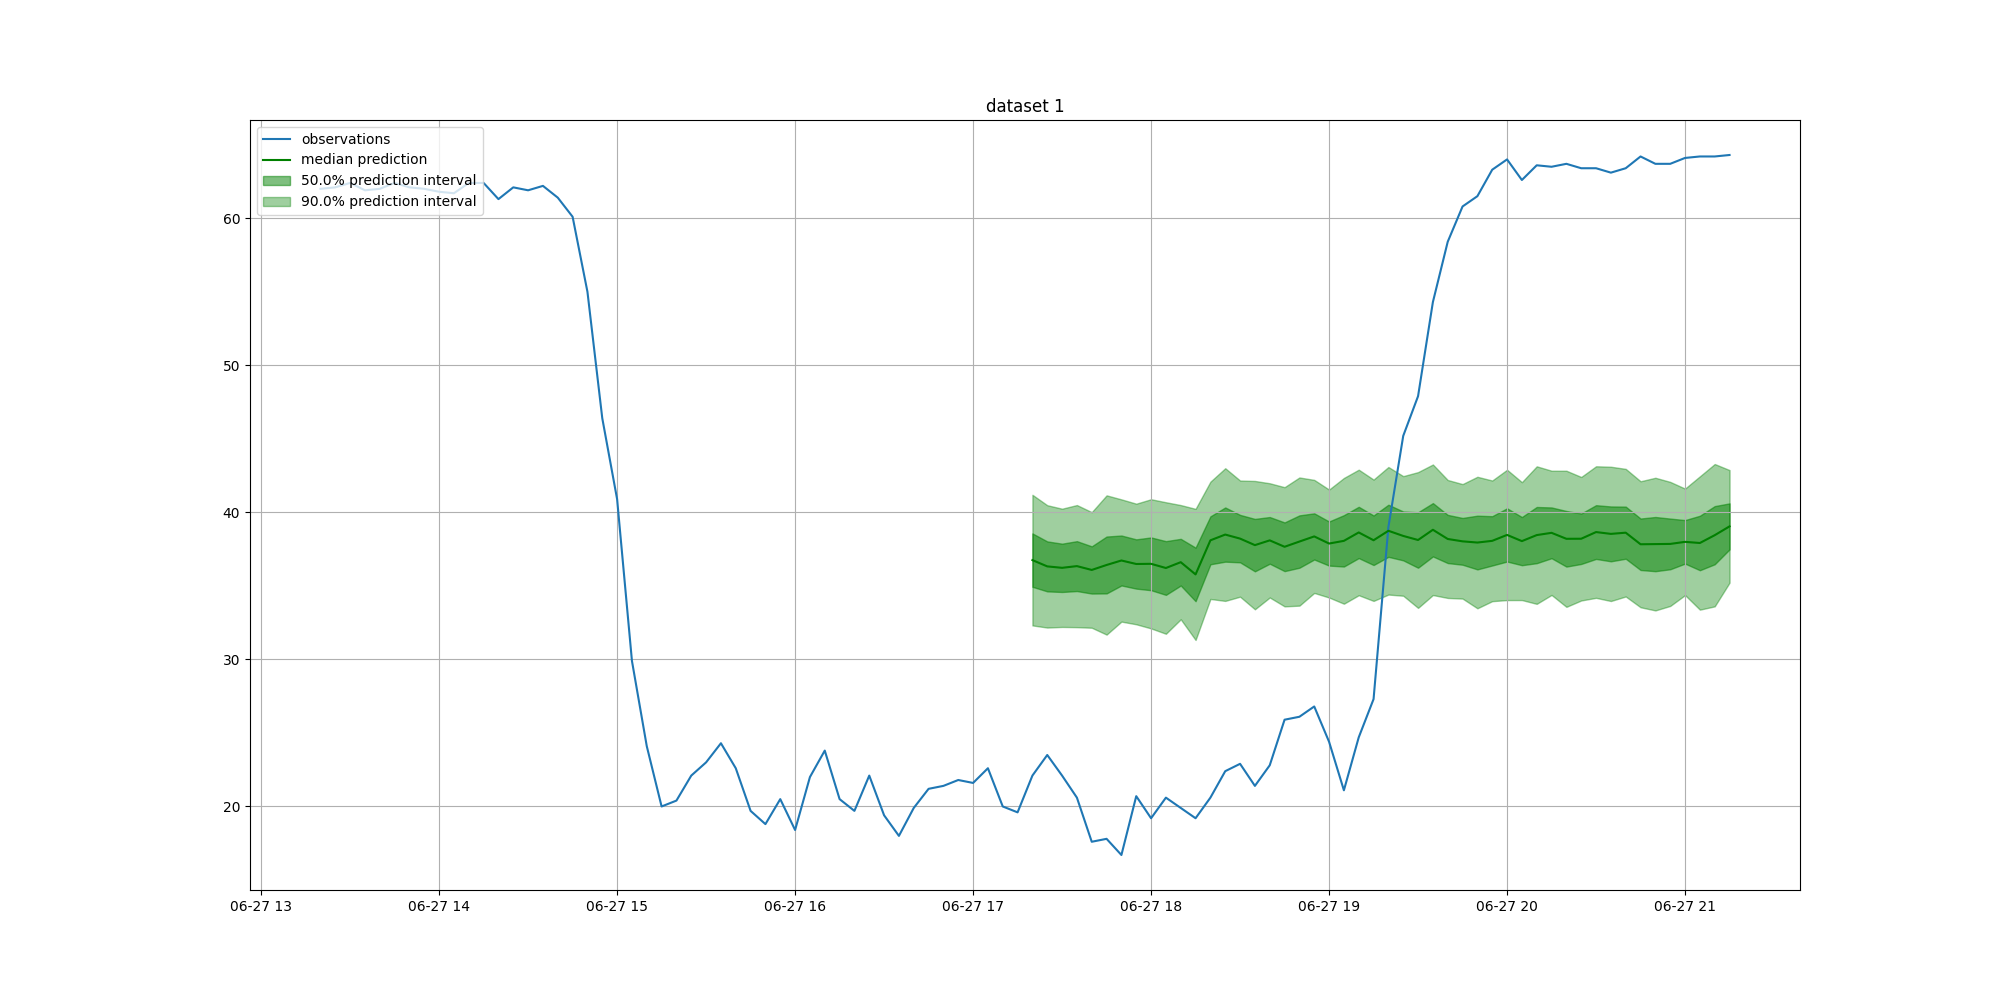 dataset 1
observations
median prediction
50.0% prediction interval
90.0% prediction interval
60
50
40
30
20
06-27 13 06-27 14 06-27 15 06-27 16 06-27 17 06-27 18 06-27 19 06-27 20 06-27 21